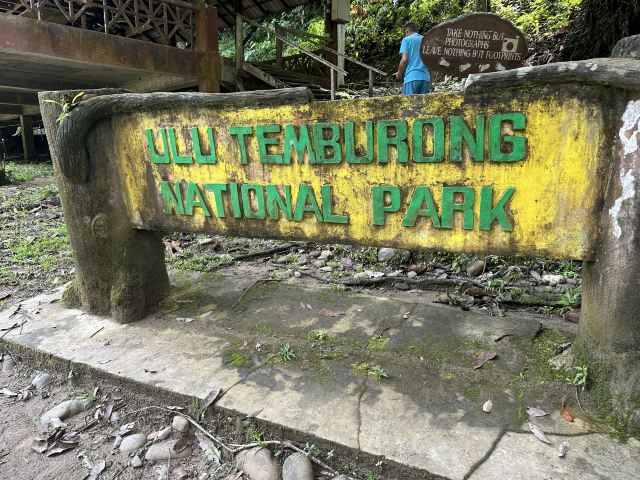 TAKE NOTHING BUT
PHOTOGRAPHS
LEAVE NOTHING BUT FOOTPRINTS
ULU TEMBURONG
NATIONAL PARK